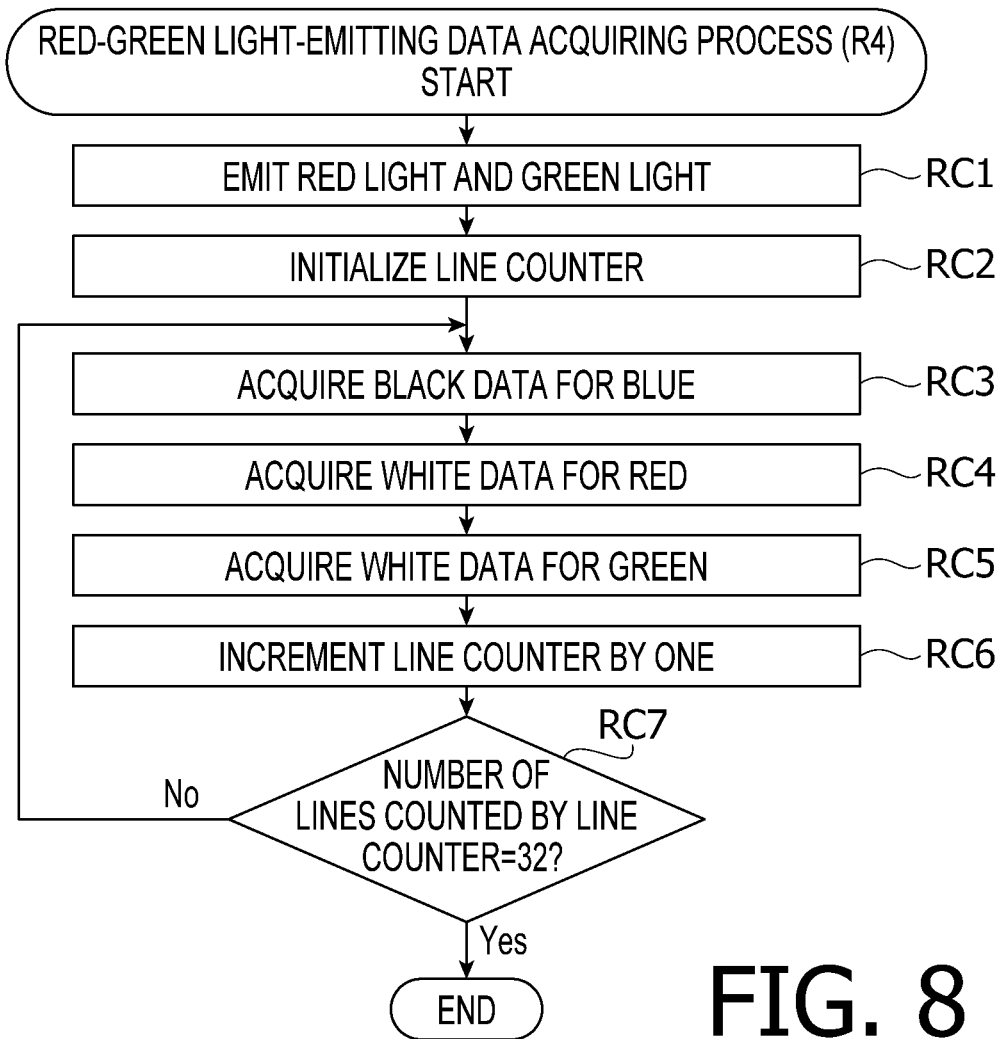 RED-GREEN LIGHT-EMITTING DATA ACQUIRING PROCESS (R4)
START
EMIT RED LIGHT AND GREEN LIGHT
RC1
INITIALIZE LINE COUNTER
RC2
ACQUIRE BLACK DATA FOR BLUE
RC3
ACQUIRE WHITE DATA FOR RED
RC4
ACQUIRE WHITE DATA FOR GREEN
RC5
INCREMENT LINE COUNTER BY ONE
RC6
RC7
NUMBER OF
LINES COUNTED BY LINE
COUNTER=32?
No
Yes
END
FIG. 8